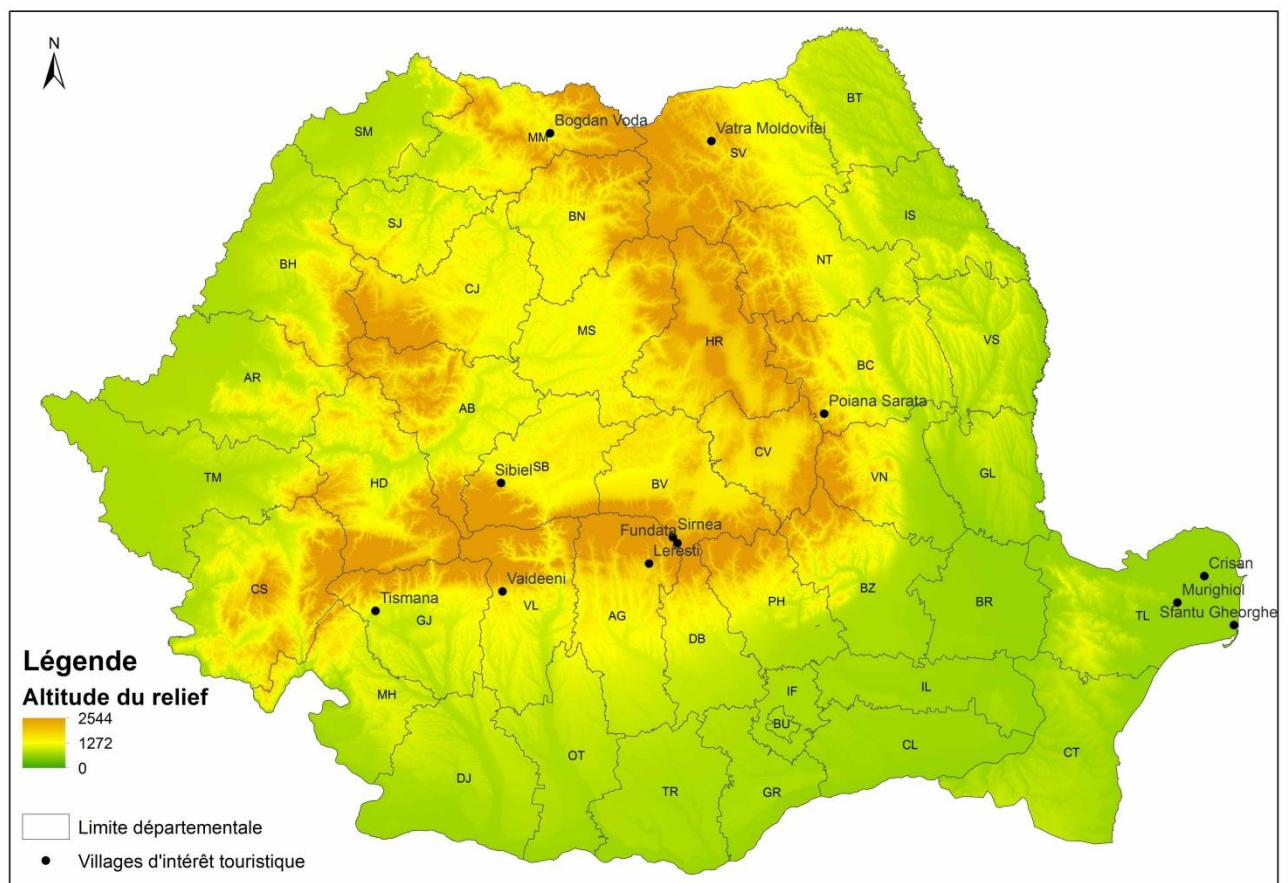 N
BT
SM
Bogdan Voda
MM
Vatra Moldovitei
SV
SJ
BN
IS
BH
NT
CJ
MS
HR
VS
BC
AR
AB
Poiana Sarata
CV
TM
HD
Sibiel
SB
BV
VN
GL
Fundata
Sirnea
Leresti
Crisan
CS
Tismana
Vaideeni
GJ
VL
AG
PH
BZ
BR
Murighiol
TL
Sfantu Gheorghe
DB
MH
IF
IL
BU
CL
CT
OT
DJ
TR
GR
Légende
Altitude du relief
2544
1272
0
Limite départementale
Villages d'intérêt touristique